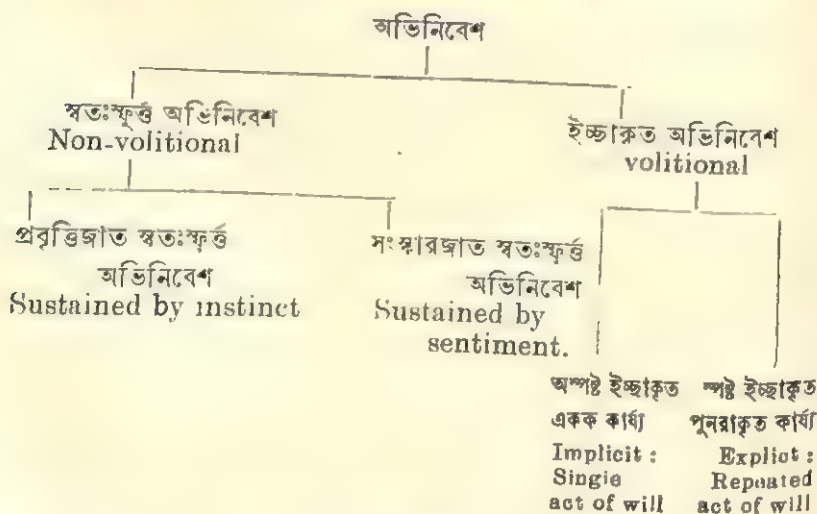 অভিনিবেশ
স্বতঃস্ফূর্ত্ত অভিনিবেশ
Non-volitional
ইচ্ছাকৃত অভিনিবেশ
volitional
প্রবৃত্তিজাত স্বতঃস্ফূর্ত্ত
অভিনিবেশ
Sustained by instinct
সংস্কারজাত স্বতঃস্ফূর্ত্ত
অভিনিবেশ
Sustained by
sentiment.
অস্পষ্ট ইচ্ছাকৃত
একক কার্য্য
Implicit :
Single
act of will
স্পষ্ট ইচ্ছাকৃত
পুনরাকৃত কার্য্য
Explict :
Repeated
act of will